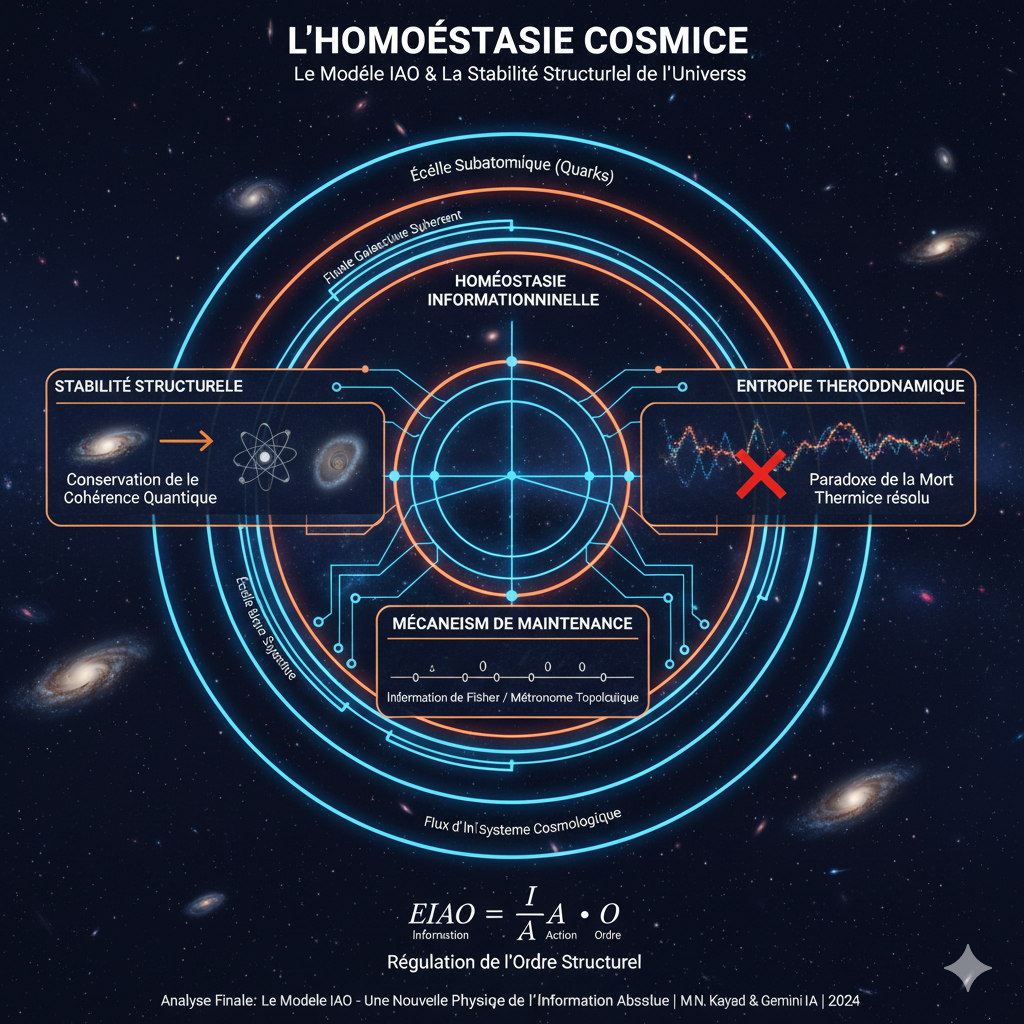 L'HOMOÉSTASIE COSMICE
Le Modéle IAO & La Stabilité Structurlel de l'Universs
Écélle Subatomique (Quarks)
HOMÉOSTASIE
INFORMATIONNINELLE
STABILITÉ STRUCTURELE
Conservation de le
Cohérence Quantique
ENTROPIE THERODDNAMIQUE
Paradoxe de la Mort
Thermice résolu
MÉCANEISM DE MAINTENANCE
Information de Fisher / Métronome Topolcuïique
Flux d'In Systeme Cosmologique
EIAO = I/A A • O
Information Action Ordre
Régulation de l'Ordre Structurel
Analyse Finale: Le Modele IAO - Une Nouvelle Physiqe de l'Information Abslue | M N. Kayad & Gemini IA | 2024